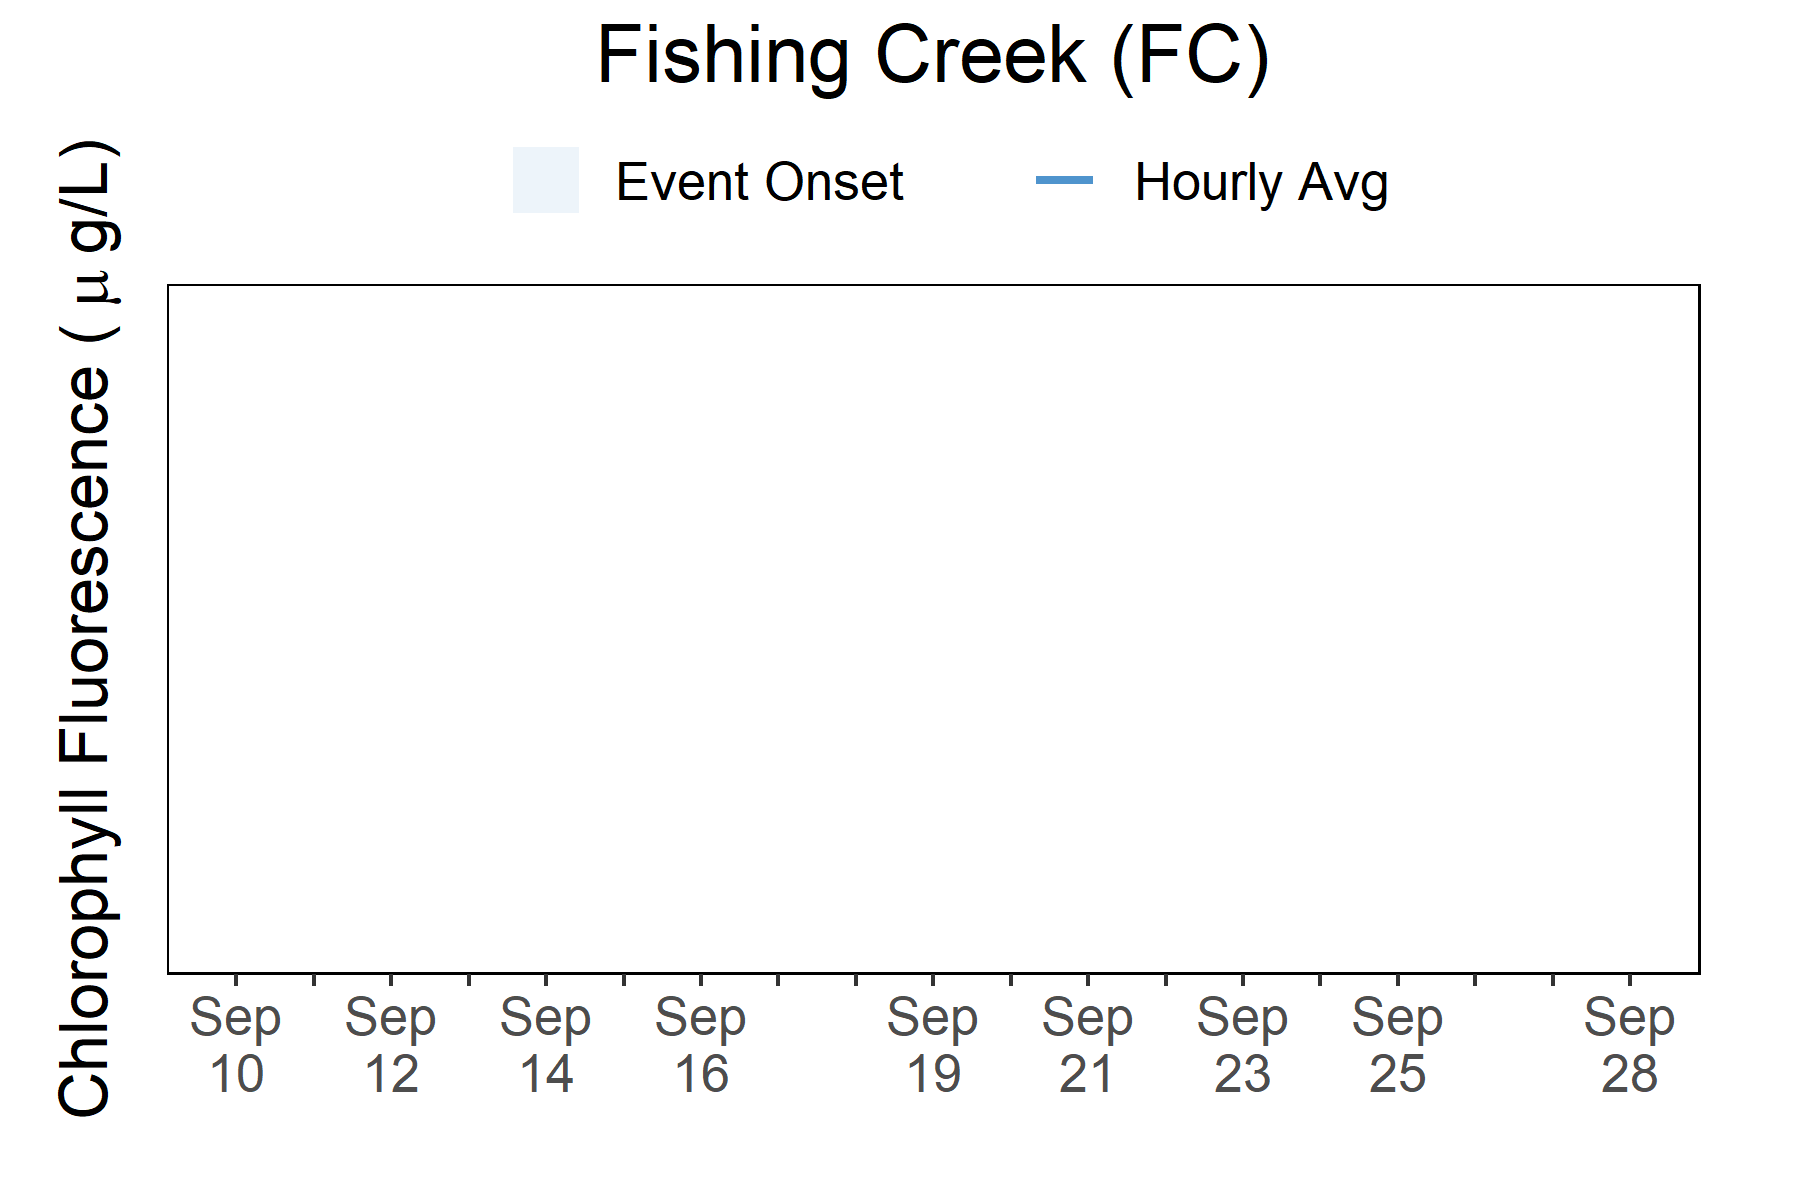 Fishing Creek (FC)
Event Onset
Hourly Avg
Chlorophyll Fluorescence ( μ g/L)
Sep
10
Sep
12
Sep
14
Sep
16
Sep
19
Sep
21
Sep
23
Sep
25
Sep
28